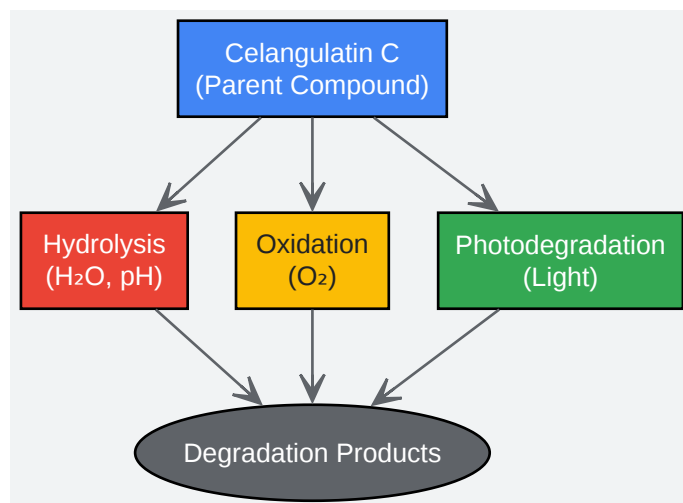 Celangulatin C
(Parent Compound)
Hydrolysis
(H₂O, pH)
Oxidation
(O₂)
Photodegradation
(Light)
Degradation Products